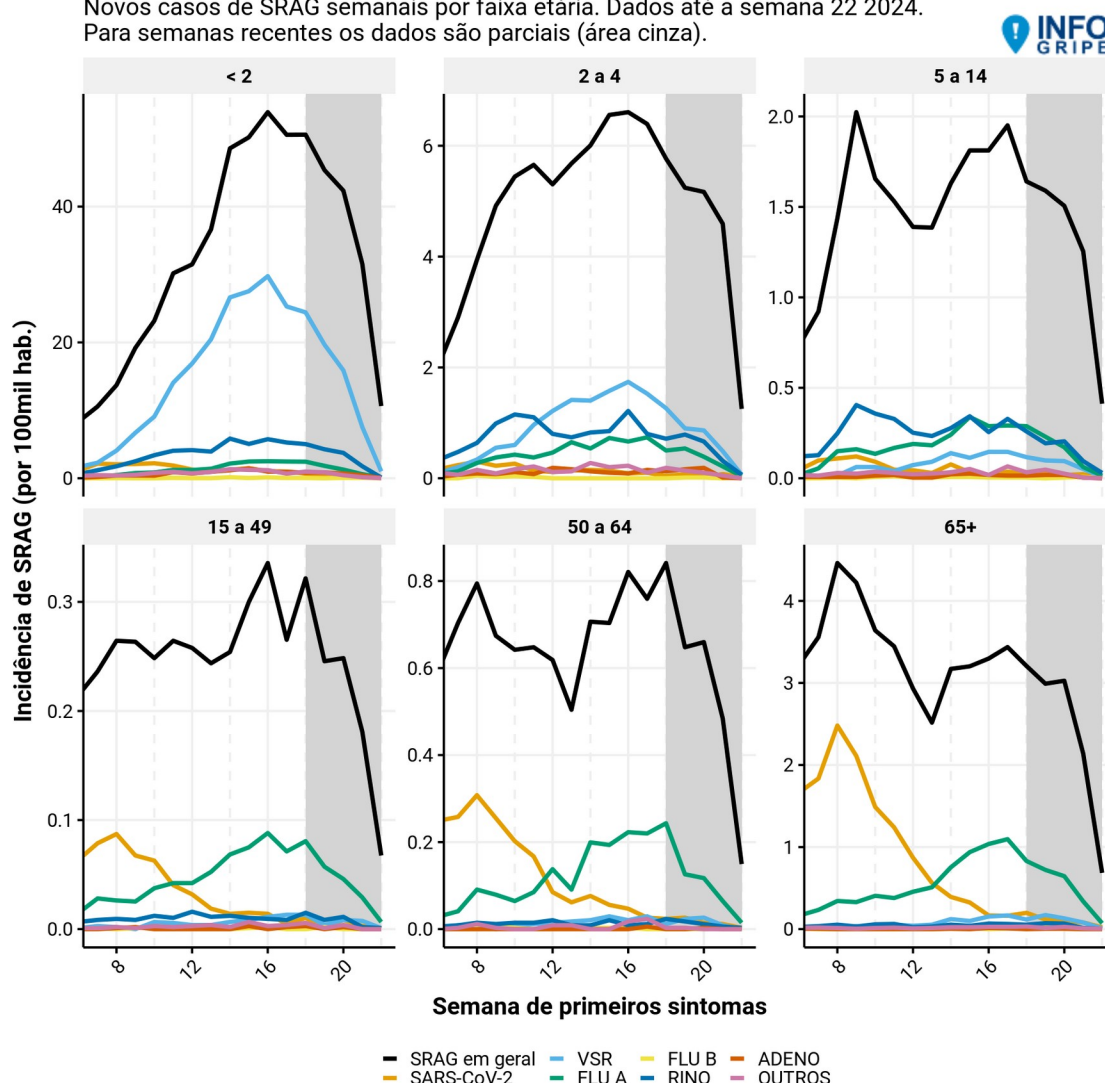 Novos casos de SRAG semanais por faixa etária. Dados até a semana 22 2024.
Para semanas recentes os dados são parciais (área cinza).
INFO
GRIPE
< 2
2 a 4
5 a 14
40
20
0
6
4
2
0
2.0
1.5
1.0
0.5
0.0
15 a 49
50 a 64
65+
0.3
0.2
0.1
0.0
0.8
0.6
0.4
0.2
0.0
4
3
2
1
0
8 12 16 20
8 12 16 20
8 12 16 20
Incidência de SRAG (por 100mil hab.)
Semana de primeiros sintomas
SRAG em geral VSR FLU B ADENO
SARS-CoV-2 FLU A RINO OUTROS